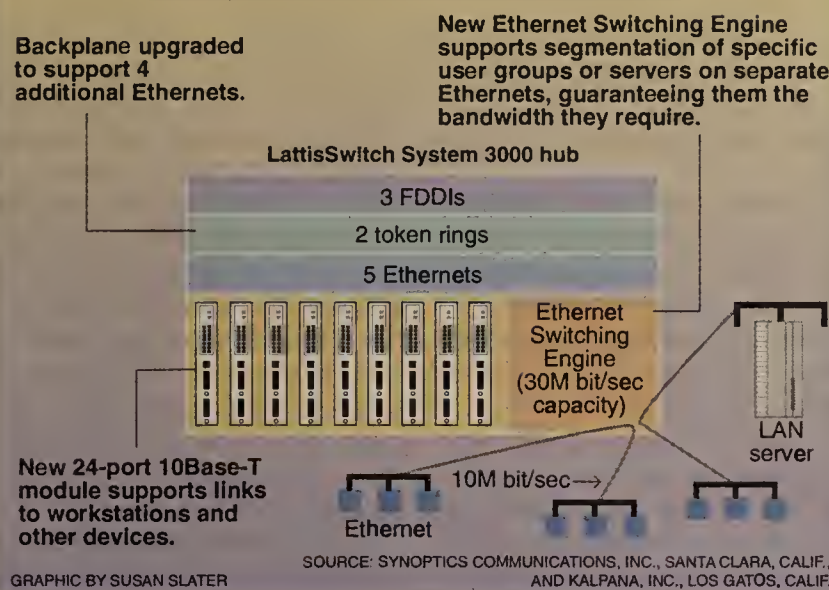 Backplane upgraded
to support 4
additional Ethernets.
New Ethernet Switching Engine
supports segmentation of specific
user groups or servers on separate
Ethernets, guaranteeing them the
bandwidth they require.
LattisSwitch System 3000 hub
3 FDDIs
2 token rings
5 Ethernets
Ethernet
Switching
Engine
(30M bit/sec
capacity)
LAN
server
New 24-port 10Base-T
module supports links
to workstations and
other devices.
10M bit/sec→
Ethernet
SOURCE: SYNOPTICS COMMUNICATIONS, INC., SANTA CLARA, CALIF.,
AND KALPANA, INC., LOS GATOS, CALIF.
GRAPHIC BY SUSAN SLATER